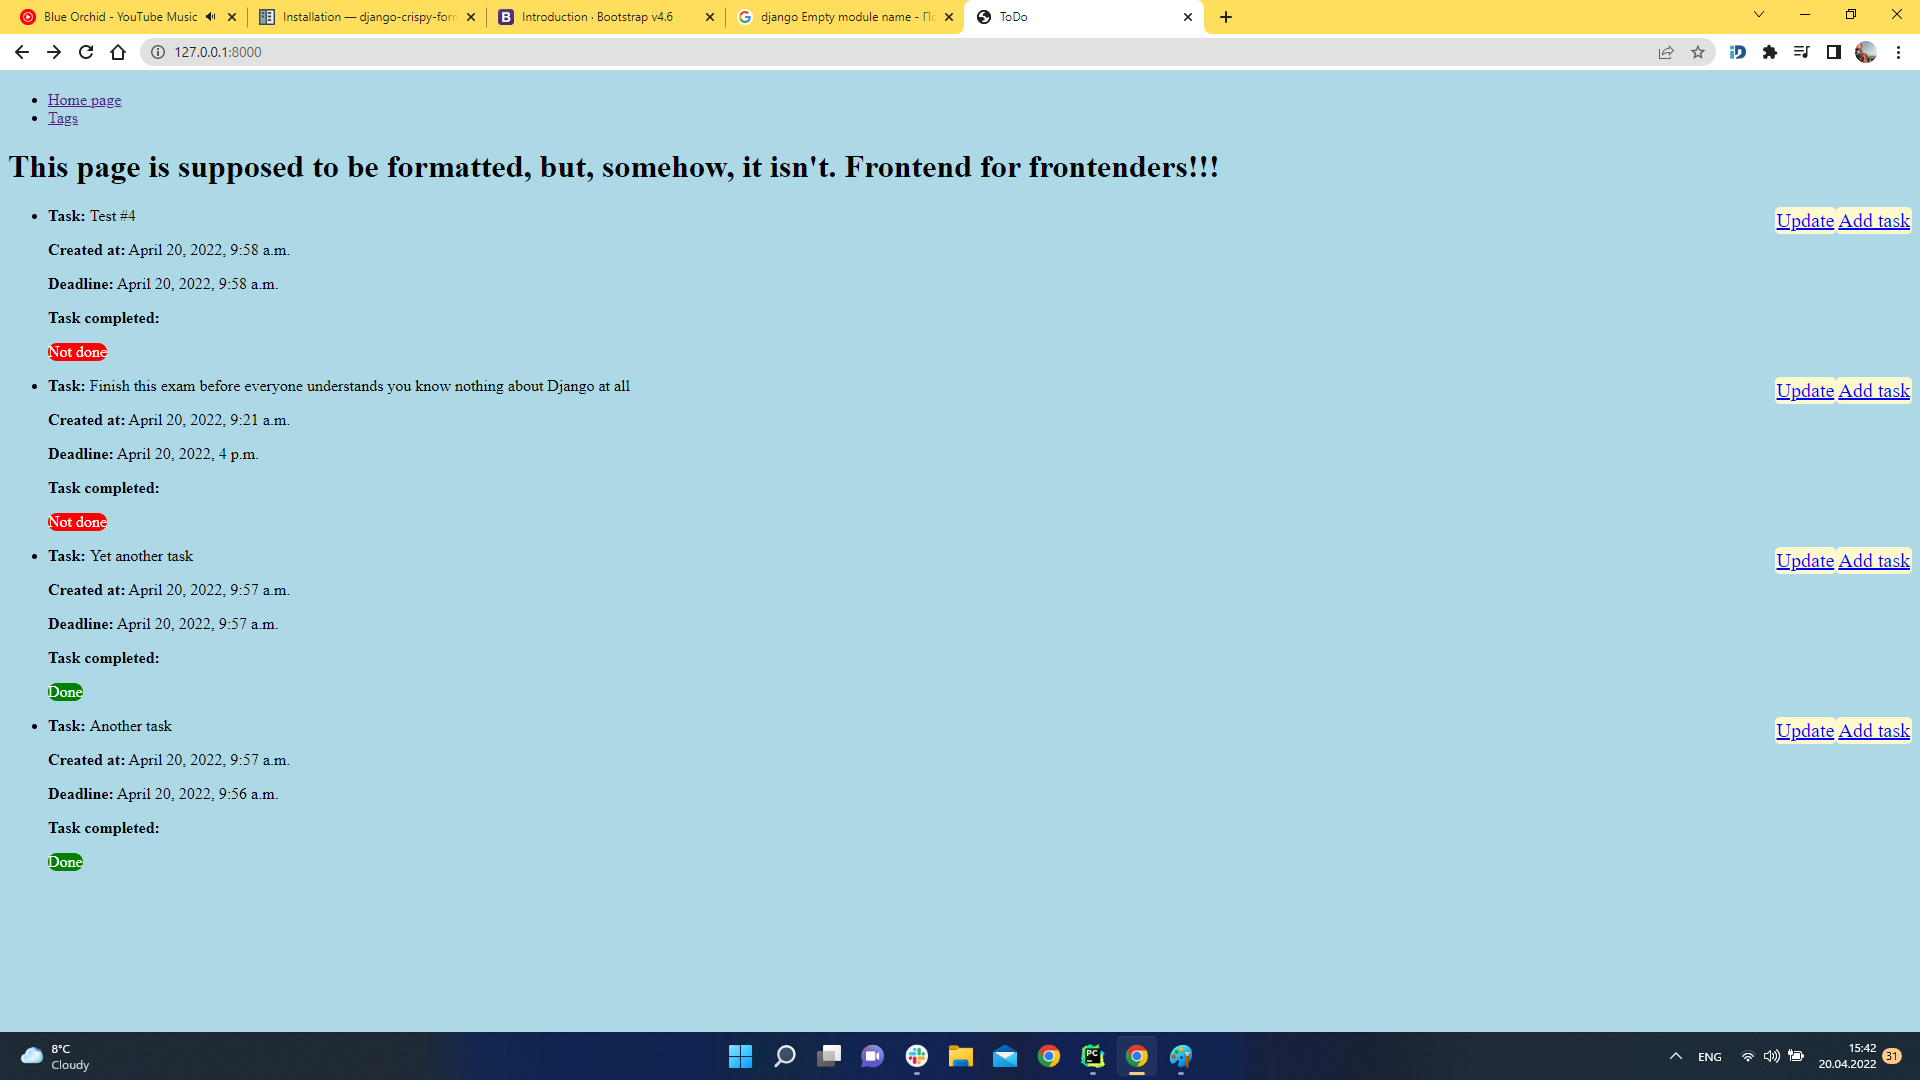 Blue Orchid - YouTube Music
Installation — django-crispy-forr
Introduction · Bootstrap v4.6
django Empty module name - По
ToDo
127.0.0.1:8000
Home page
Tags
This page is supposed to be formatted, but, somehow, it isn't. Frontend for frontenders!!!
Task: Test #4
Update Add task
Created at: April 20, 2022, 9:58 a.m.
Deadline: April 20, 2022, 9:58 a.m.
Task completed:
Not done
Task: Finish this exam before everyone understands you know nothing about Django at all
Update Add task
Created at: April 20, 2022, 9:21 a.m.
Deadline: April 20, 2022, 4 p.m.
Task completed:
Not done
Task: Yet another task
Update Add task
Created at: April 20, 2022, 9:57 a.m.
Deadline: April 20, 2022, 9:57 a.m.
Task completed:
Done
Task: Another task
Update Add task
Created at: April 20, 2022, 9:57 a.m.
Deadline: April 20, 2022, 9:56 a.m.
Task completed:
Done
8°C
Cloudy
ENG
15:42
20.04.2022
31